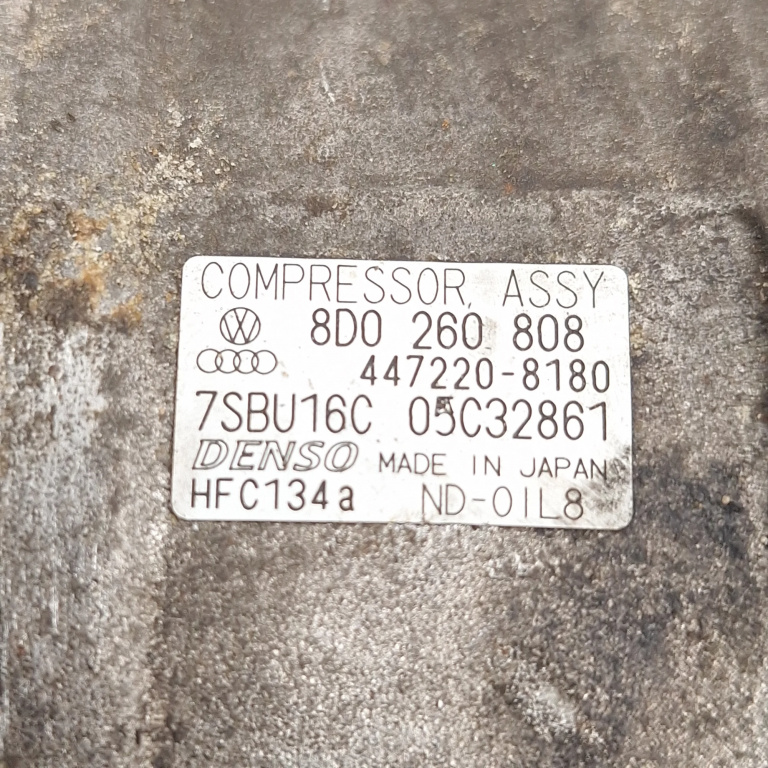 COMPRESSOR, ASSY
8D0 260 808
447220-8180
7SBU16C 05C32861
DENSO MADE IN JAPAN
HFC134a ND-OIL8